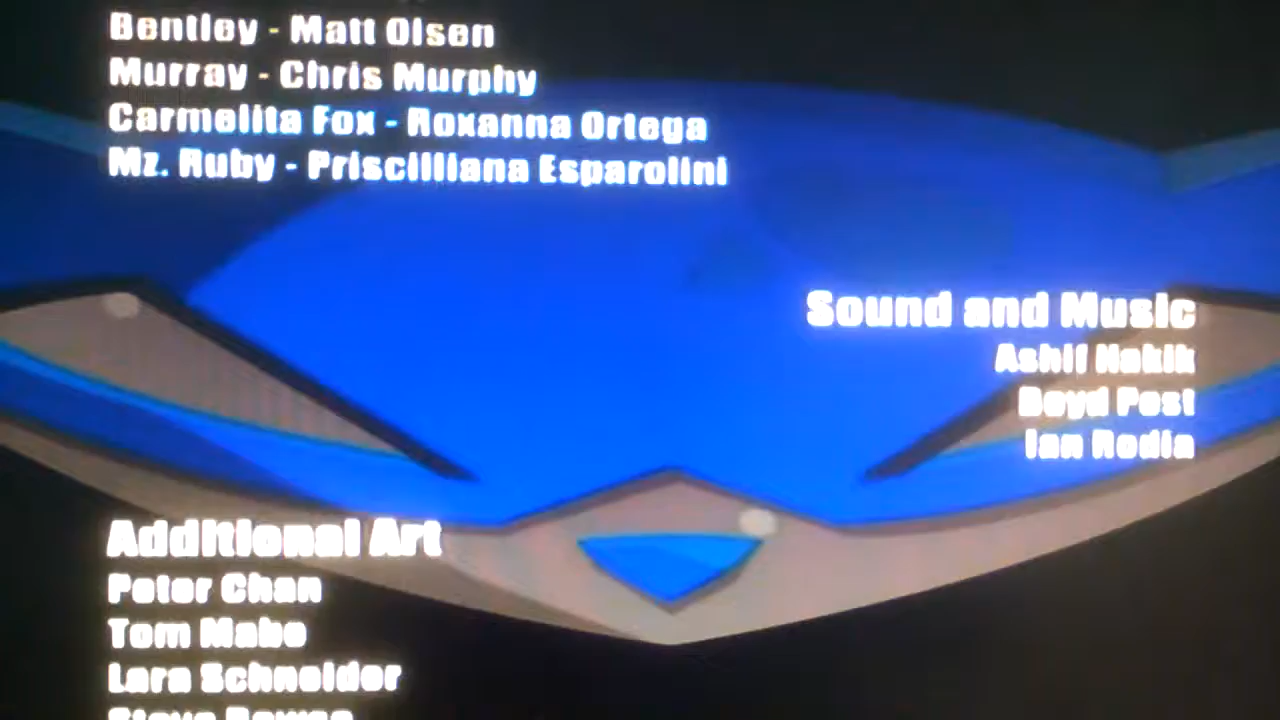 Bentley - Matt Olsen
Murray - Chris Murphy
Carmelita Fox - Roxanna Ortega
Mz. Ruby - Priscilliana Esparolini
Sound and Music
Ashif Hakik
Boyd Post
Ian Rodia
Additional Art
Peter Chan
Tom Mabe
Lara Schneider
Steve